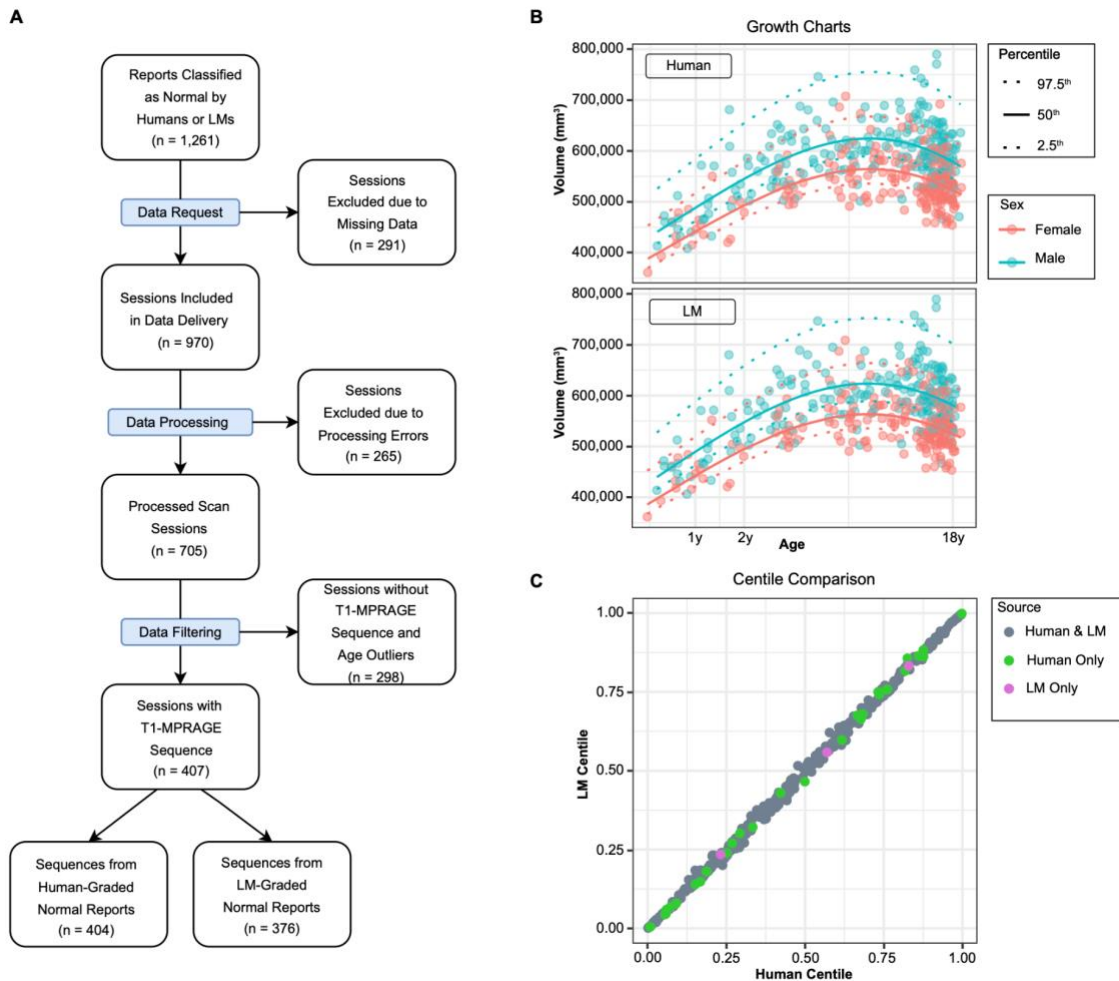 A
Reports Classified
as Normal by
Humans or LMs
(n = 1,261)
Data Request
Sessions
Excluded due to
Missing Data
(n = 291)
Sessions Included
in Data Delivery
(n = 970)
Data Processing
Sessions
Excluded due to
Processing Errors
(n = 265)
Processed Scan
Sessions
(n = 705)
Data Filtering
Sessions without
T1-MPRAGE
Sequence and
Age Outliers
(n = 298)
Sessions with
T1-MPRAGE
Sequence
(n = 407)
Sequences from
Human-Graded
Normal Reports
(n = 404)
Sequences from
LM-Graded
Normal Reports
(n = 376)
B
Growth Charts
Human
Volume (mm³)
800,000
700,000
600,000
500,000
400,000
LM
Volume (mm³)
800,000
700,000
600,000
500,000
400,000
1y
2y
18y
Age
Percentile
97.5th
50th
2.5th
Sex
Female
Male
C
Centile Comparison
LM Centile
1.00
0.75
0.50
0.25
0.00
0.00
0.25
0.50
0.75
1.00
Human Centile
Source
Human & LM
Human Only
LM Only